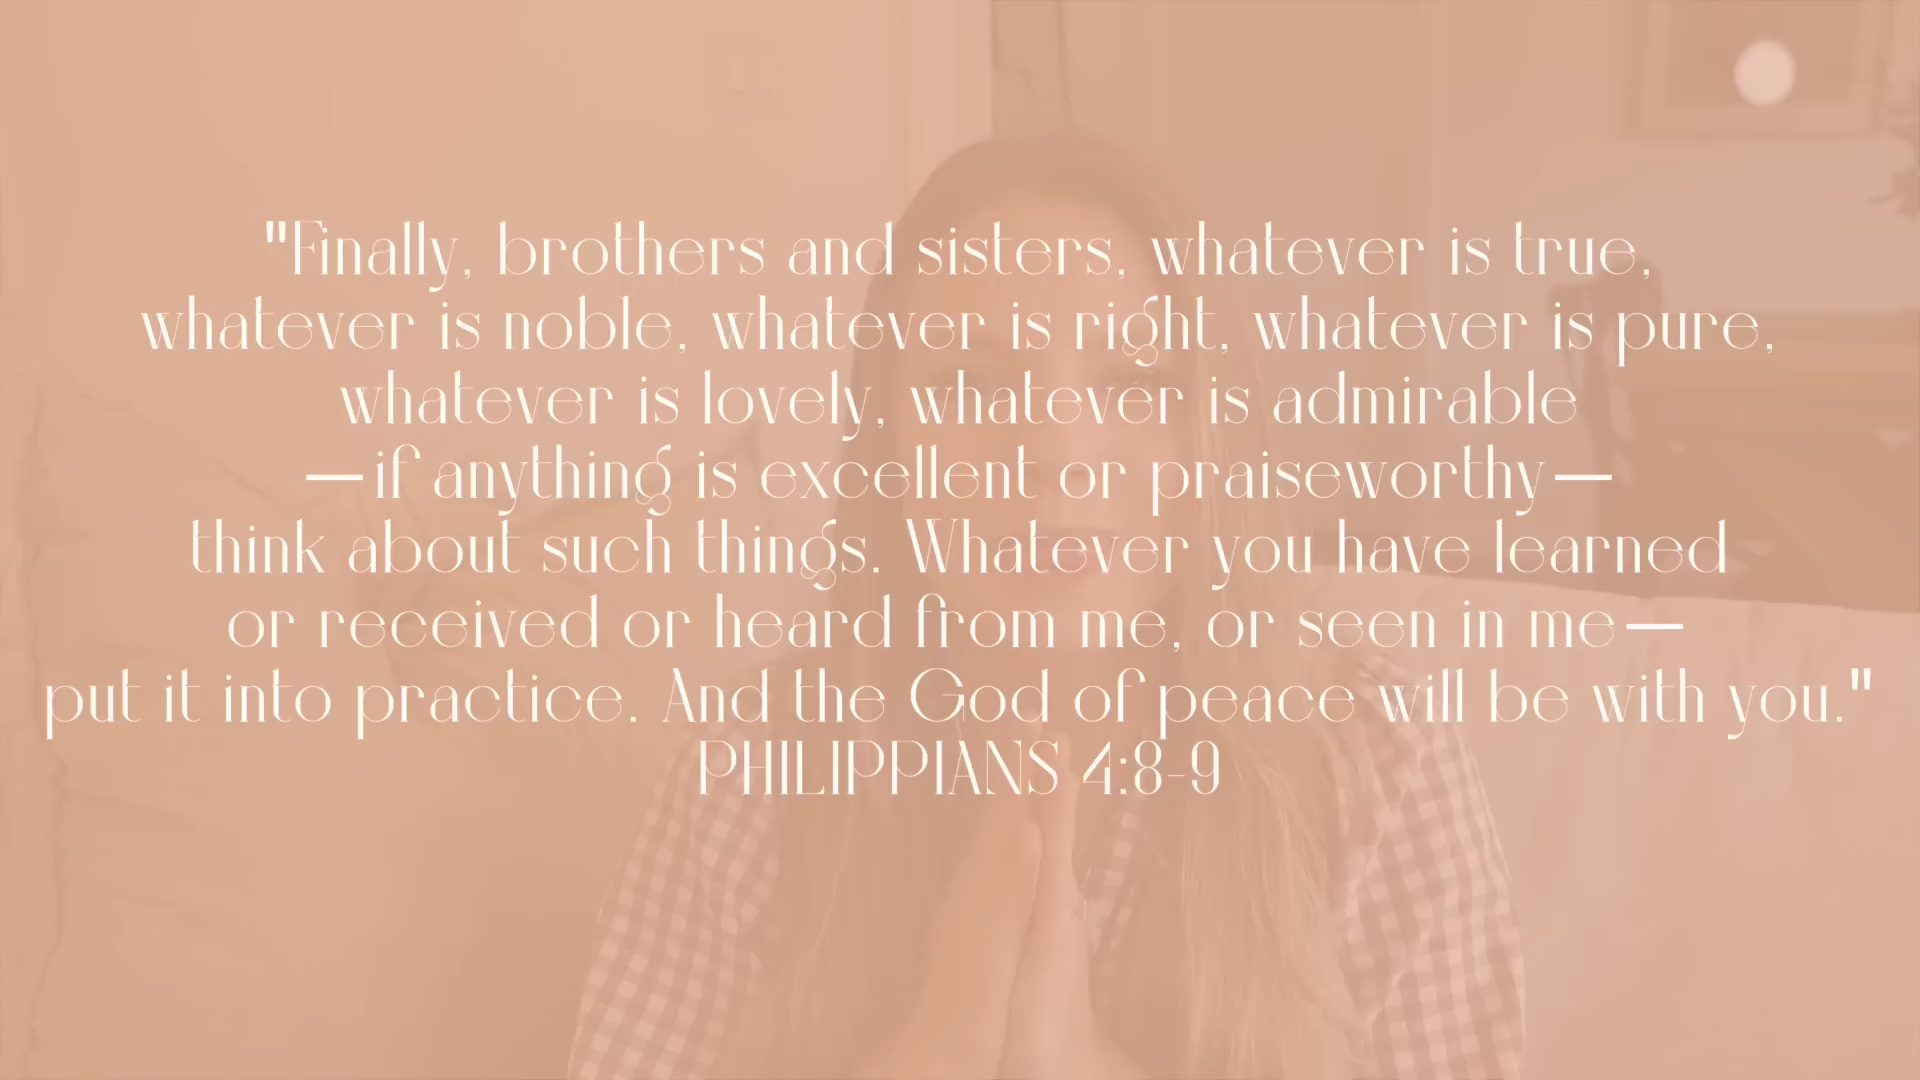 "Finally, brothers and sisters, whatever is true,
whatever is noble, whatever is right, whatever is pure,
whatever is lovely, whatever is admirable
—if anything is excellent or praiseworthy—
think about such things. Whatever you have learned
or received or heard from me, or seen in me—
put it into practice. And the God of peace will be with you."
PHILIPPIANS 4:8-9